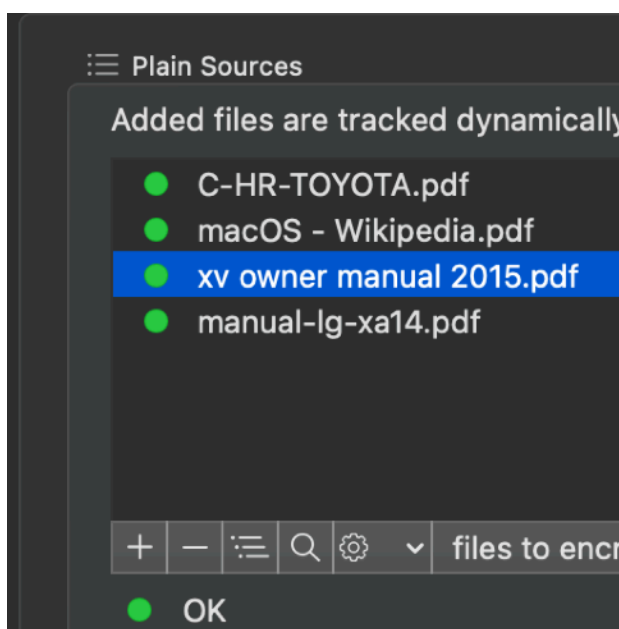 Plain Sources
Added files are tracked dynamically
C-HR-TOYOTA.pdf
macOS - Wikipedia.pdf
xv owner manual 2015.pdf
manual-lg-xa14.pdf
files to encr
OK